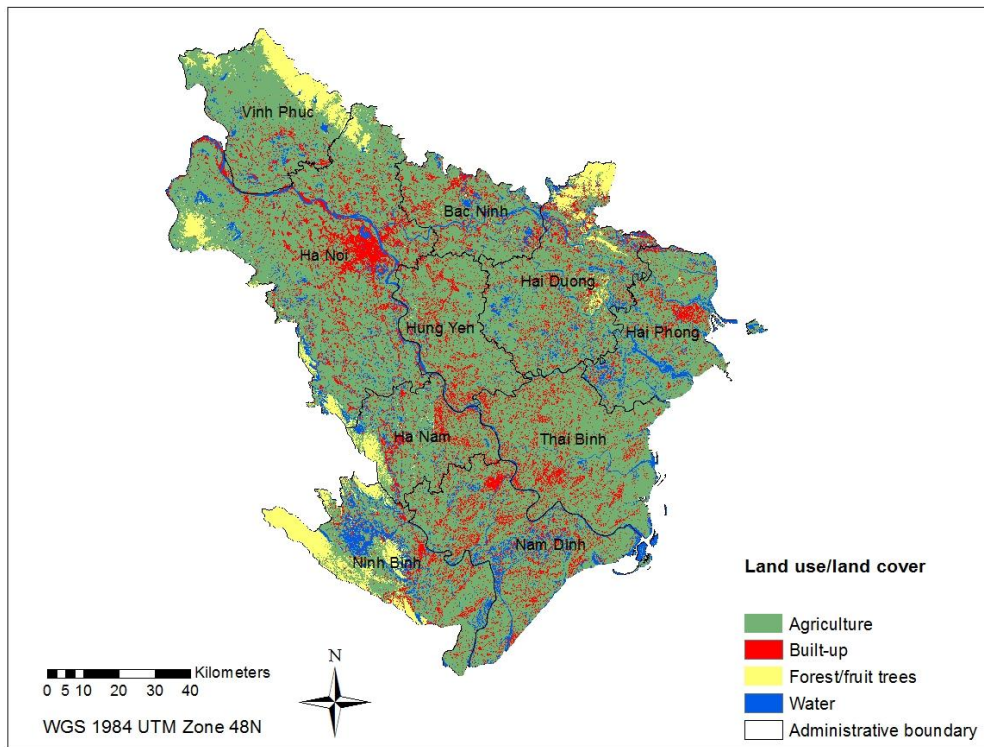 Vinh Phuc
Bac Ninh
Ha Noi
Hai Duong
Hung Yen
Hai Phong
Ha Nam
Thai Binh
Nam Dinh
Ninh Binh
Land use/land cover
Agriculture
Built-up
Forest/fruit trees
Water
Administrative boundary
Kilometers
0 5 10 20 30 40
N
WGS 1984 UTM Zone 48N